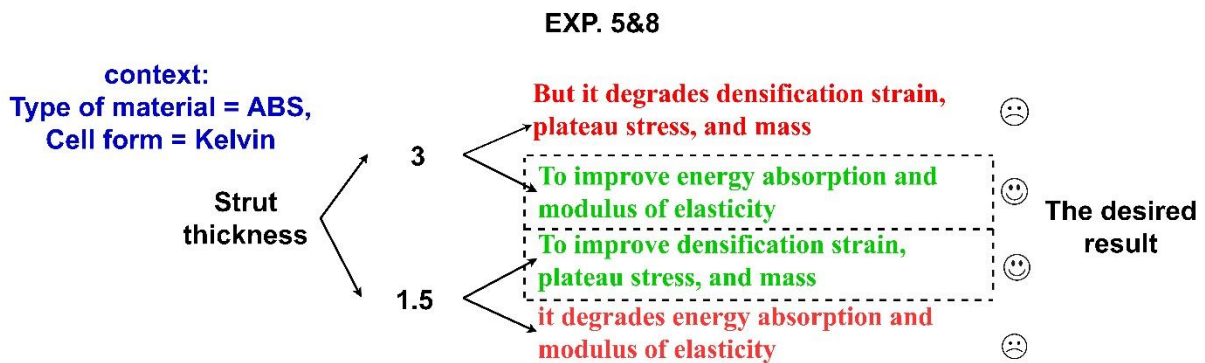 EXP. 5&8
context:
Type of material = ABS,
Cell form = Kelvin
Strut
thickness
3
1.5
But it degrades densification strain,
plateau stress, and mass
To improve energy absorption and
modulus of elasticity
To improve densification strain,
plateau stress, and mass
it degrades energy absorption and
modulus of elasticity
The desired
result